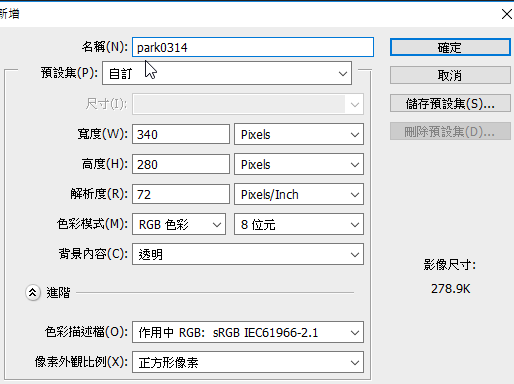 新增
名稱(N): park0314 確定
預設集(P): 自訂 取消
尺寸(I): 儲存預設集(S)...
寬度(W): 340 Pixels 刪除預設集(D)...
高度(H): 280 Pixels
解析度(R): 72 Pixels/Inch
色彩模式(M): RGB 色彩 8 位元
背景內容(C): 透明 影像尺寸:
進階 278.9K
色彩描述檔(O): 作用中 RGB: sRGB IEC61966-2.1
像素外觀比例(X): 正方形像素